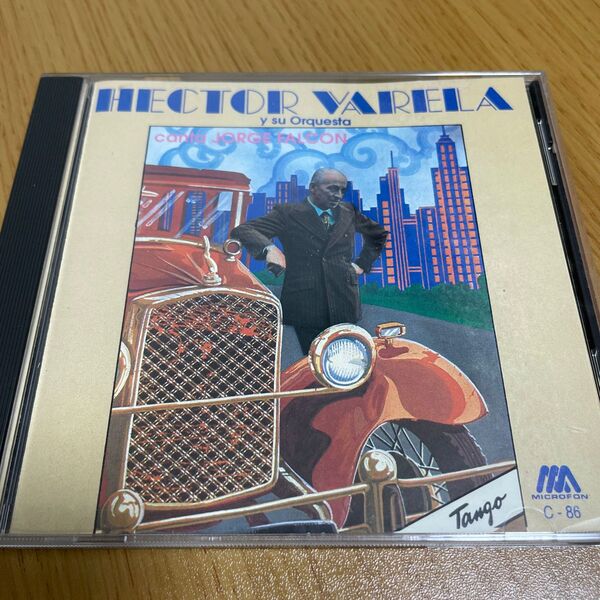 HECTOR VARELA
y su Orquesta
canta JORGE FALCON
Tango
MICROFON
C - 86